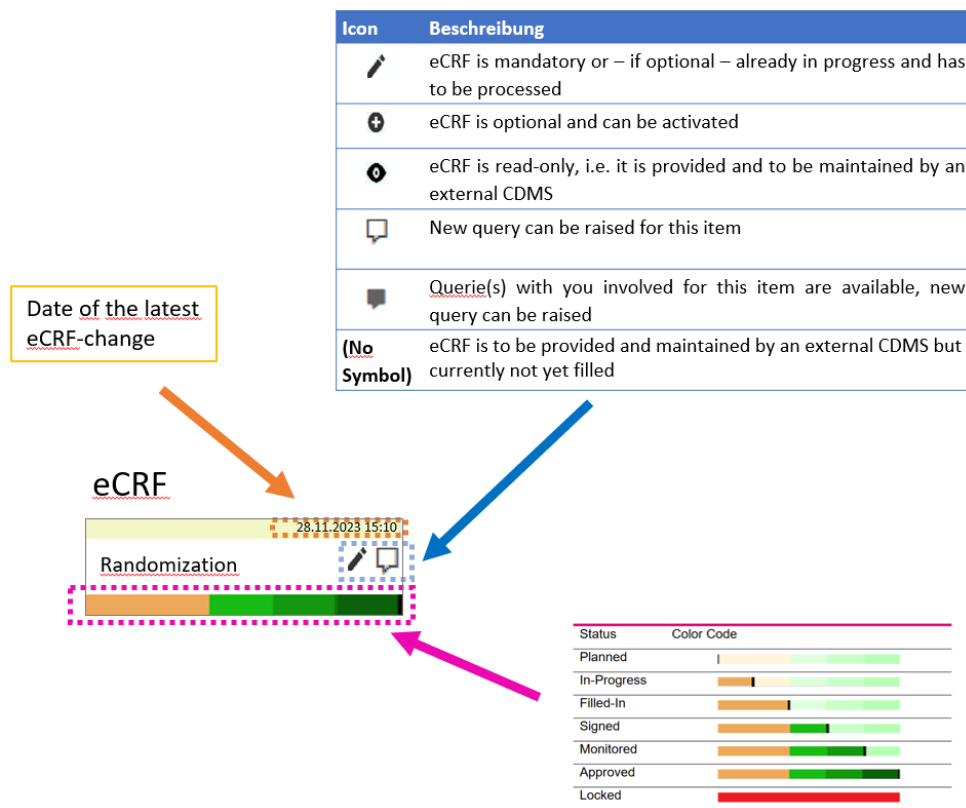 Icon Beschreibung
eCRF is mandatory or – if optional – already in progress and has
to be processed
eCRF is optional and can be activated
eCRF is read-only, i.e. it is provided and to be maintained by an
external CDMS
New query can be raised for this item
Querie(s) with you involved for this item are available, new
query can be raised
(No
Symbol)
eCRF is to be provided and maintained by an external CDMS but
currently not yet filled
Date of the latest
eCRF-change
eCRF
28.11.2023 15:10
Randomization
Status Color Code
Planned
In-Progress
Filled-In
Signed
Monitored
Approved
Locked